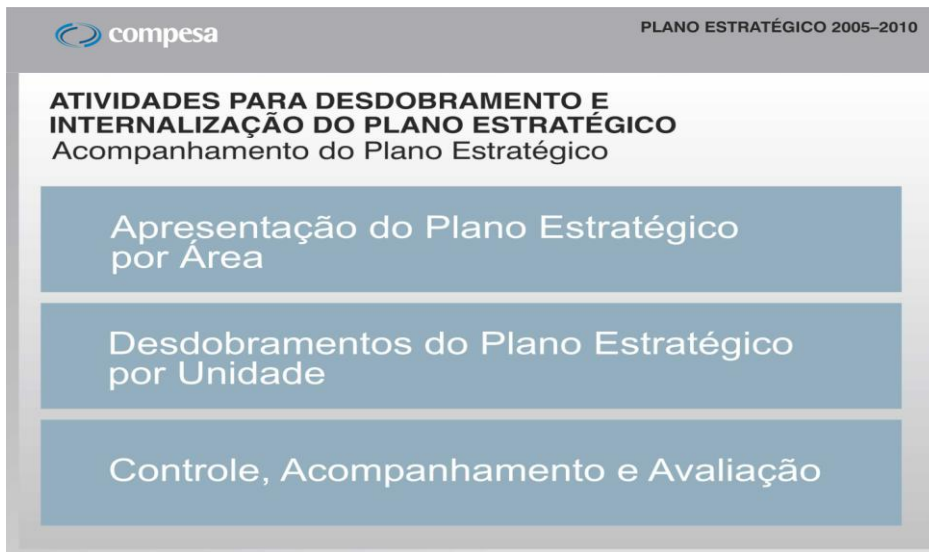 compesa
PLANO ESTRATÉGICO 2005–2010
ATIVIDADES PARA DESDOBRAMENTO E
INTERNALIZAÇÃO DO PLANO ESTRATÉGICO
Acompanhamento do Plano Estratégico
Apresentação do Plano Estratégico
por Área
Desdobramentos do Plano Estratégico
por Unidade
Controle, Acompanhamento e Avaliação